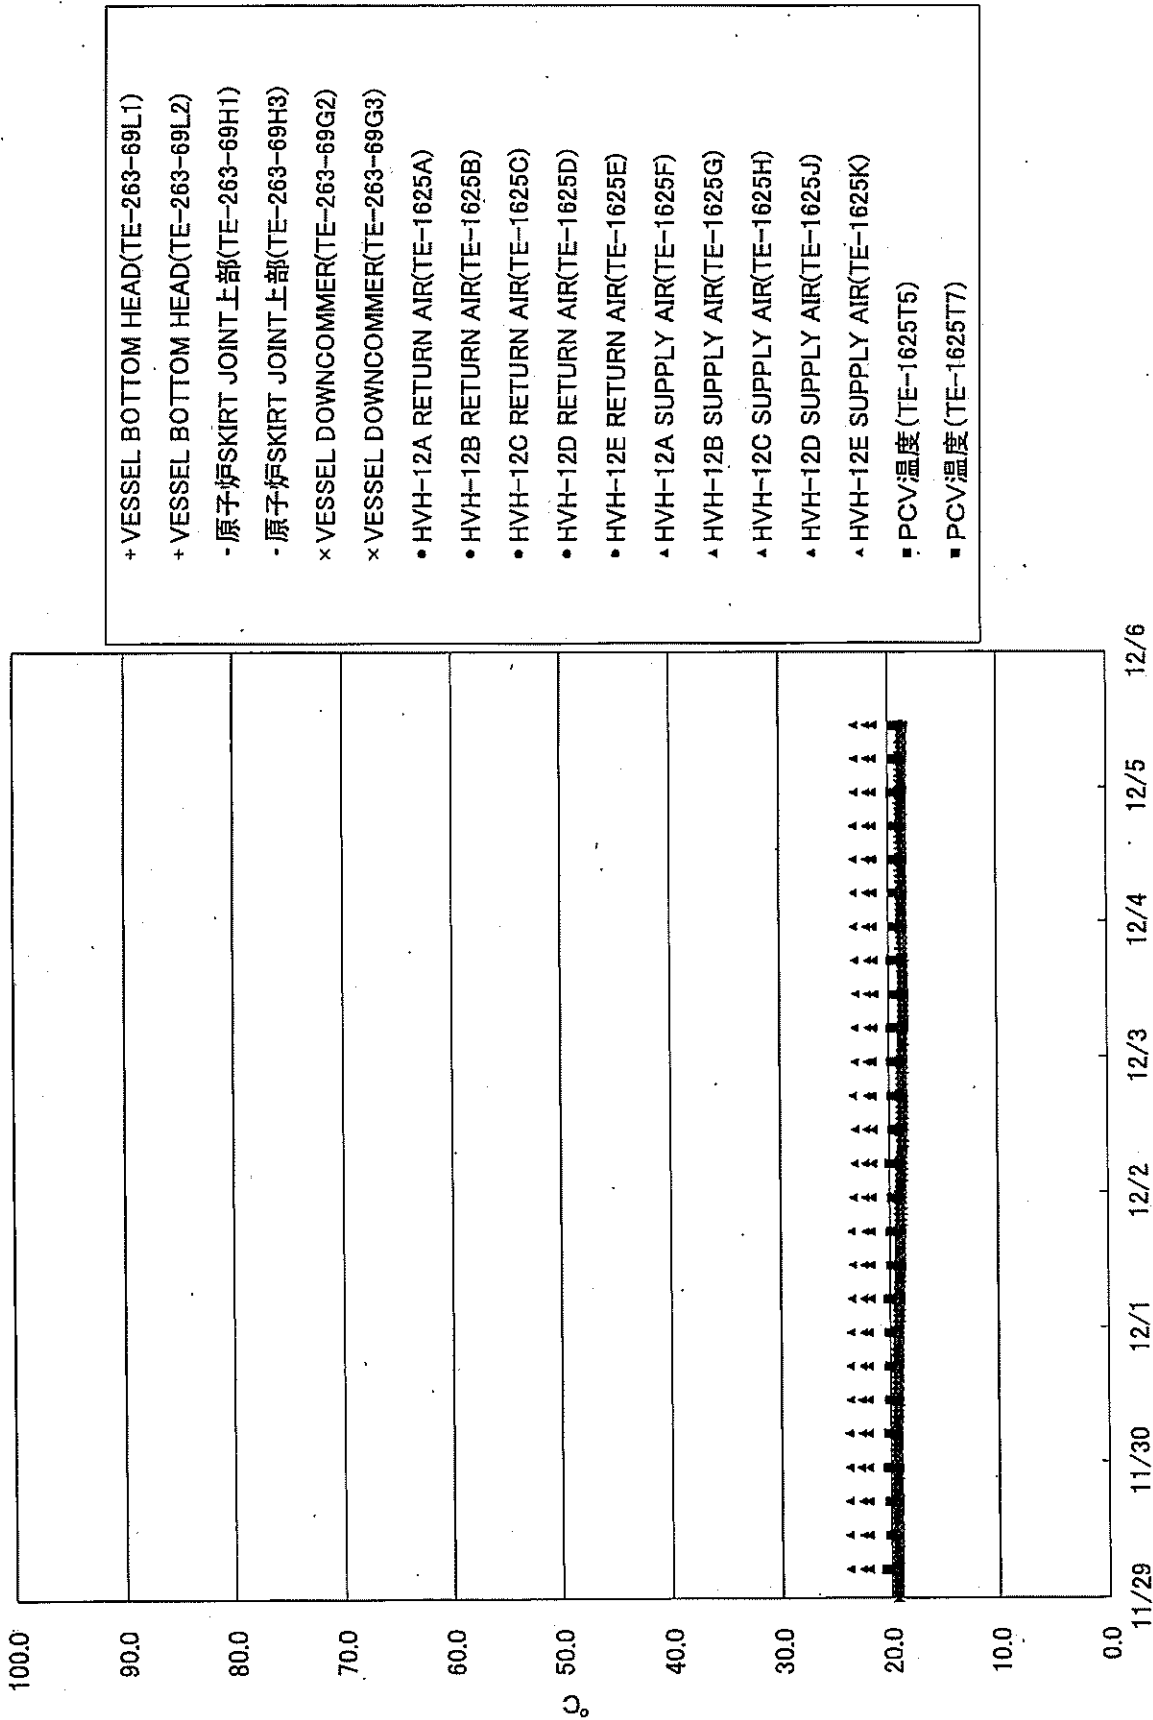 100.0
90.0
80.0
70.0
60.0
50.0
40.0
30.0
20.0
10.0
0.0
℃
11/29
11/30
12/1
12/2
12/3
12/4
12/5
12/6
+ VESSEL BOTTOM HEAD(TE-263-69L1)
+ VESSEL BOTTOM HEAD(TE-263-69L2)
- 原子炉SKIRT JOINT上部(TE-263-69H1)
- 原子炉SKIRT JOINT上部(TE-263-69H3)
× VESSEL DOWNCOMMER(TE-263-69G2)
× VESSEL DOWNCOMMER(TE-263-69G3)
● HVH-12A RETURN AIR(TE-1625A)
● HVH-12B RETURN AIR(TE-1625B)
● HVH-12C RETURN AIR(TE-1625C)
● HVH-12D RETURN AIR(TE-1625D)
● HVH-12E RETURN AIR(TE-1625E)
▲ HVH-12A SUPPLY AIR(TE-1625F)
▲ HVH-12B SUPPLY AIR(TE-1625G)
▲ HVH-12C SUPPLY AIR(TE-1625H)
▲ HVH-12D SUPPLY AIR(TE-1625J)
▲ HVH-12E SUPPLY AIR(TE-1625K)
■ PCV温度(TE-1625T5)
■ PCV温度(TE-1625T7)